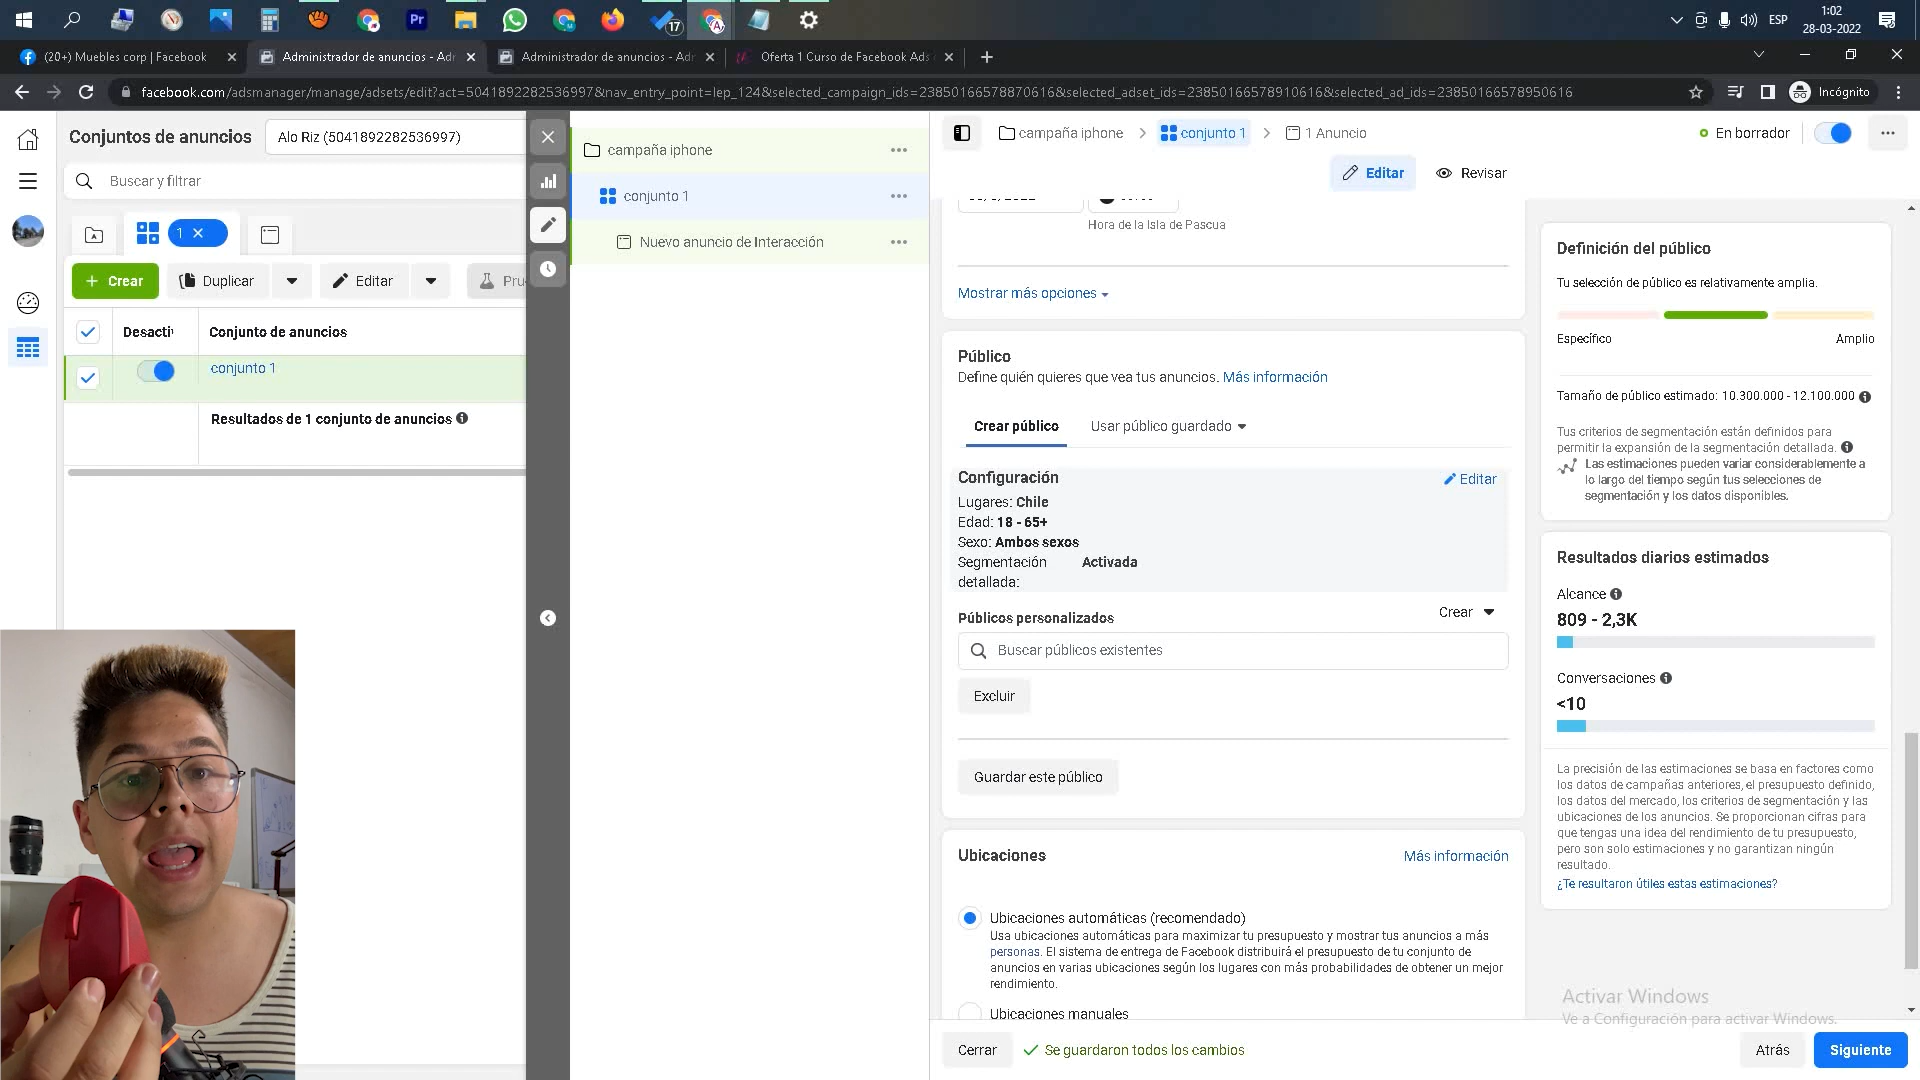 17
ESP
1:02
28-03-2022
(20+) Muebles corp | Facebook
Administrador de anuncios - Adr
Administrador de anuncios - Adr
Oferta 1 Curso de Facebook Ads
facebook.com/adsmanager/manage/adsets/edit?act=5041892282536997&nav_entry_point=lep_124&selected_campaign_ids=23850166578870616&selected_adset_ids=23850166578910616&selected_ad_ids=23850166578950616
Incógnito
Conjuntos de anuncios
Alo Riz (5041892282536997)
Buscar y filtrar
1
Crear
Duplicar
Editar
Pru
Desacti
Conjunto de anuncios
conjunto 1
Resultados de 1 conjunto de anuncios
campaña iphone
conjunto 1
Nuevo anuncio de Interacción
campaña iphone
conjunto 1
1 Anuncio
En borrador
Editar
Revisar
Hora de la Isla de Pascua
Mostrar más opciones
Público
Define quién quieres que vea tus anuncios. Más información
Crear público
Usar público guardado
Configuración
Editar
Lugares: Chile
Edad: 18 - 65+
Sexo: Ambos sexos
Segmentación Activada
detallada:
Públicos personalizados
Crear
Buscar públicos existentes
Excluir
Guardar este público
Ubicaciones
Más información
Ubicaciones automáticas (recomendado)
Usa ubicaciones automáticas para maximizar tu presupuesto y mostrar tus anuncios a más
personas. El sistema de entrega de Facebook distribuirá el presupuesto de tu conjunto de
anuncios en varias ubicaciones según los lugares con más probabilidades de obtener un mejor
rendimiento.
Ubicaciones manuales
Cerrar
Se guardaron todos los cambios
Atrás
Siguiente
Definición del público
Tu selección de público es relativamente amplia.
Específico
Amplio
Tamaño de público estimado: 10.300.000 - 12.100.000
Tus criterios de segmentación están definidos para
permitir la expansión de la segmentación detallada.
Las estimaciones pueden variar considerablemente a
lo largo del tiempo según tus selecciones de
segmentación y los datos disponibles.
Resultados diarios estimados
Alcance
809 - 2,3K
Conversaciones
<10
La precisión de las estimaciones se basa en factores como
los datos de campañas anteriores, el presupuesto definido,
los datos del mercado, los criterios de segmentación y las
ubicaciones de los anuncios. Se proporcionan cifras para
que tengas una idea del rendimiento de tu presupuesto,
pero son solo estimaciones y no garantizan ningún
resultado.
¿Te resultaron útiles estas estimaciones?
Activar Windows
Ve a Configuración para activar Windows.